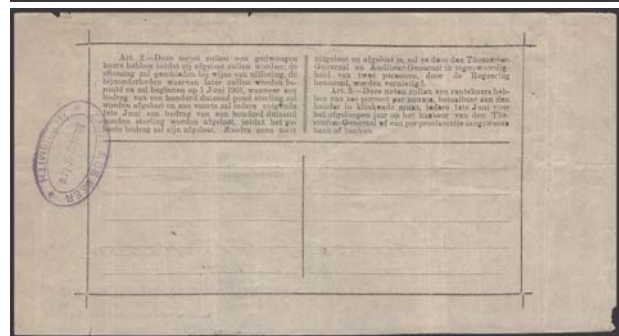 Art. 2.—Deze noten zullen een gedwongen
koers hebben totdat zij afgelost zullen worden; de
aflossing zal geschieden bij wijze van uitloting, de
bijzonderheden waarvan later zullen worden be-
paald en zal beginnen op 1 Juni 1901, wanneer een
bedrag van een honderd duizend pond sterling zal
worden afgelost en aan vanaf zal iedere volgende
1ste Juni een bedrag van een honderd duizend
ponden sterling worden afgelost, totdat het ge-
heele bedrag zal zijn afgelost. Zoodra eene noot
uitgeloot en afgelost is, zal ze door den Thesaurier-
Generaal en Auditeur-Generaal in tegenwoordig-
heid van twee personen, door de Regeering
benoemd, worden vernietigd.
Art. 3.—Deze noten zullen een rentekoers heb-
ben van zes percent per annum, betaalbaar aan den
houder in klinkende munt, iedere 1ste Juni voor
het afgeloopen jaar op het kantoor van den The-
saurier-Generaal of van per proclamatie aangewezen
bank of banken.